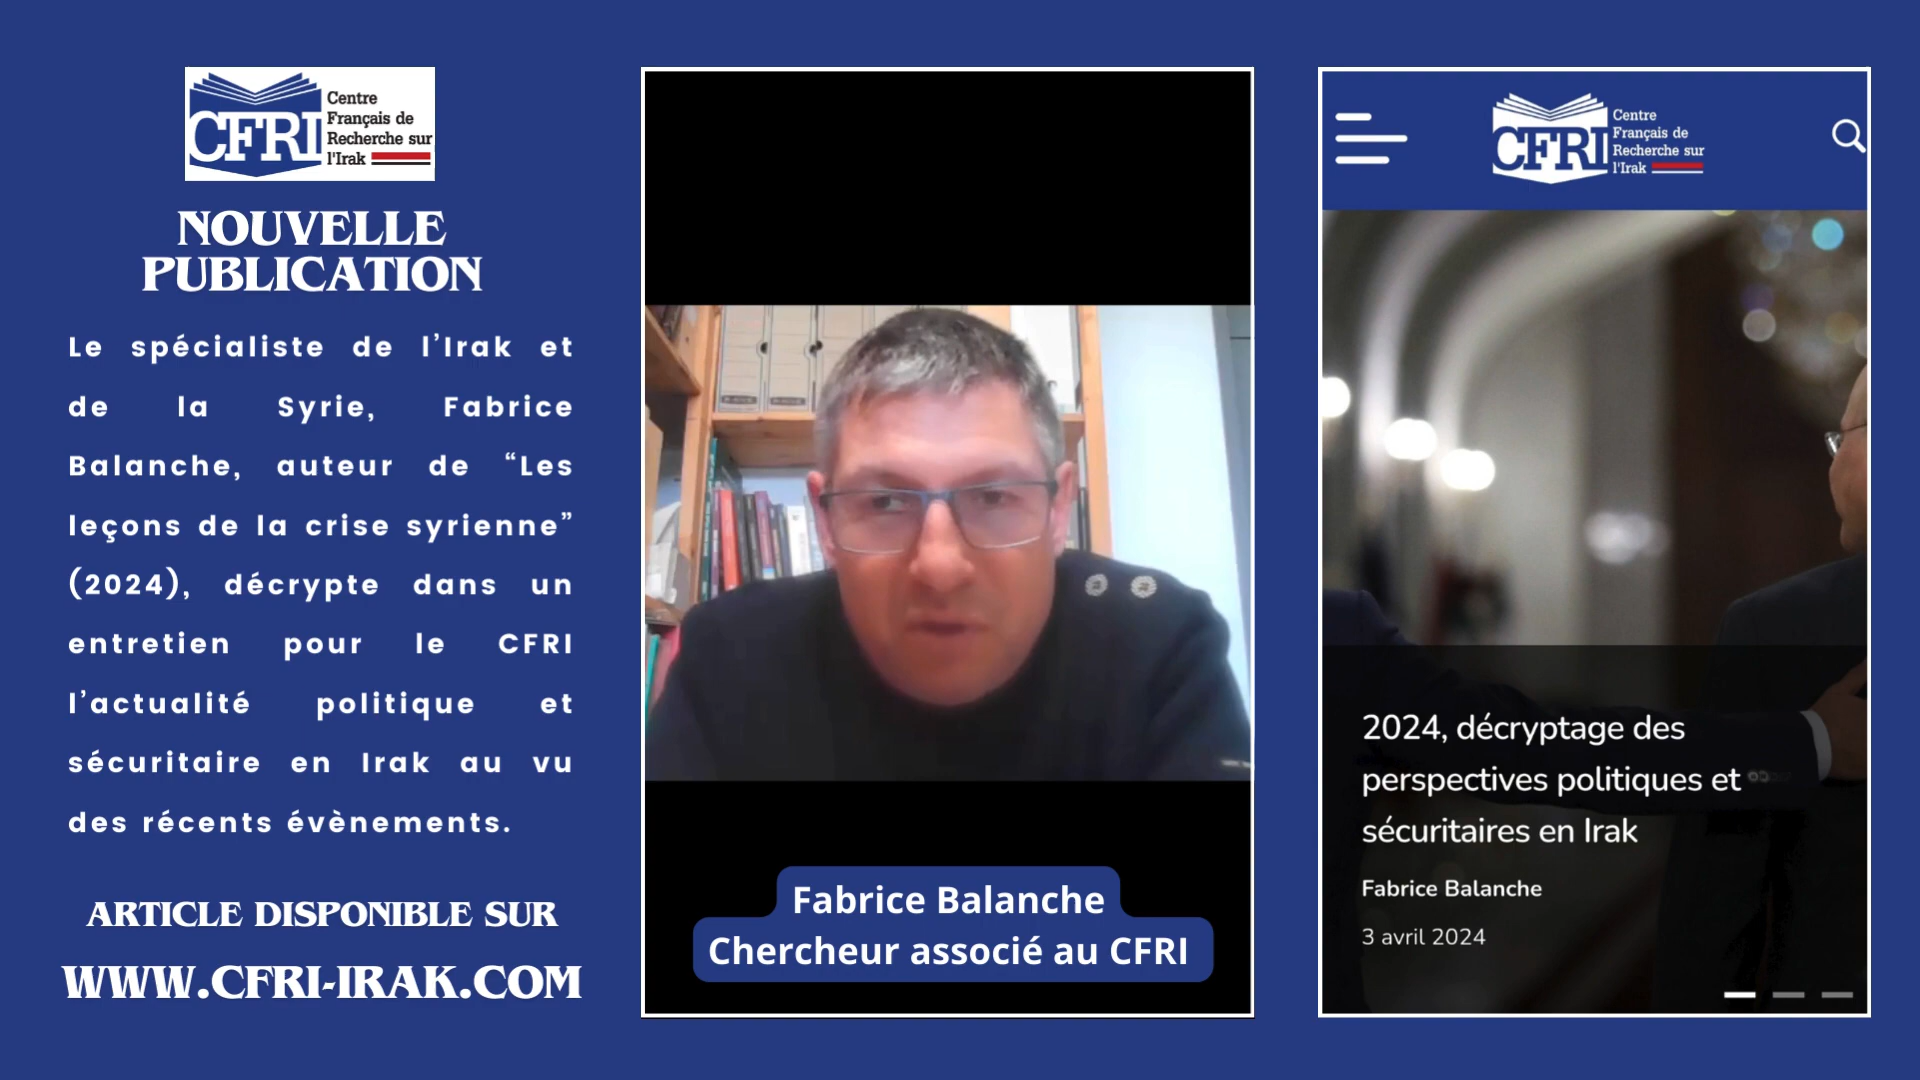 CFRI
Centre
Français de
Recherche sur
l'Irak
NOUVELLE
PUBLICATION
Le spécialiste de l’Irak et
de la Syrie, Fabrice
Balanche, auteur de “Les
leçons de la crise syrienne”
(2024), décrypte dans un
entretien pour le CFRI
l’actualité politique et
sécuritaire en Irak au vu
des récents évènements.
ARTICLE DISPONIBLE SUR
WWW.CFRI-IRAK.COM
Fabrice Balanche
Chercheur associé au CFRI
CFRI
Centre
Français de
Recherche sur
l'Irak
2024, décryptage des
perspectives politiques et
sécuritaires en Irak
Fabrice Balanche
3 avril 2024